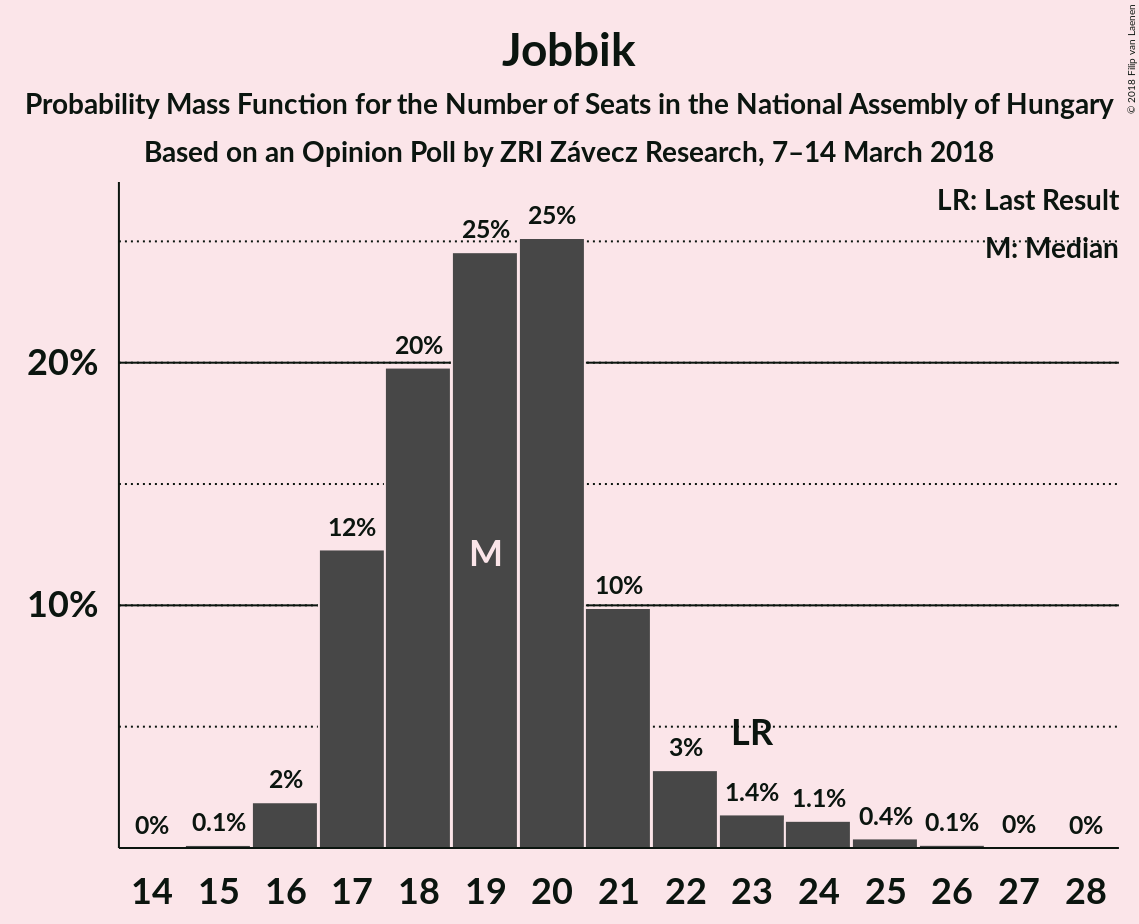 Jobbik
Probability Mass Function for the Number of Seats in the National Assembly of Hungary
Based on an Opinion Poll by ZRI Závecz Research, 7–14 March 2018
© 2018 Filip van Laenen
LR: Last Result
M: Median
20%
10%
0%
0.1%
2%
12%
20%
25%
25%
10%
3%
1.4%
1.1%
0.4%
0.1%
0%
0%
M
LR
14 15 16 17 18 19 20 21 22 23 24 25 26 27 28